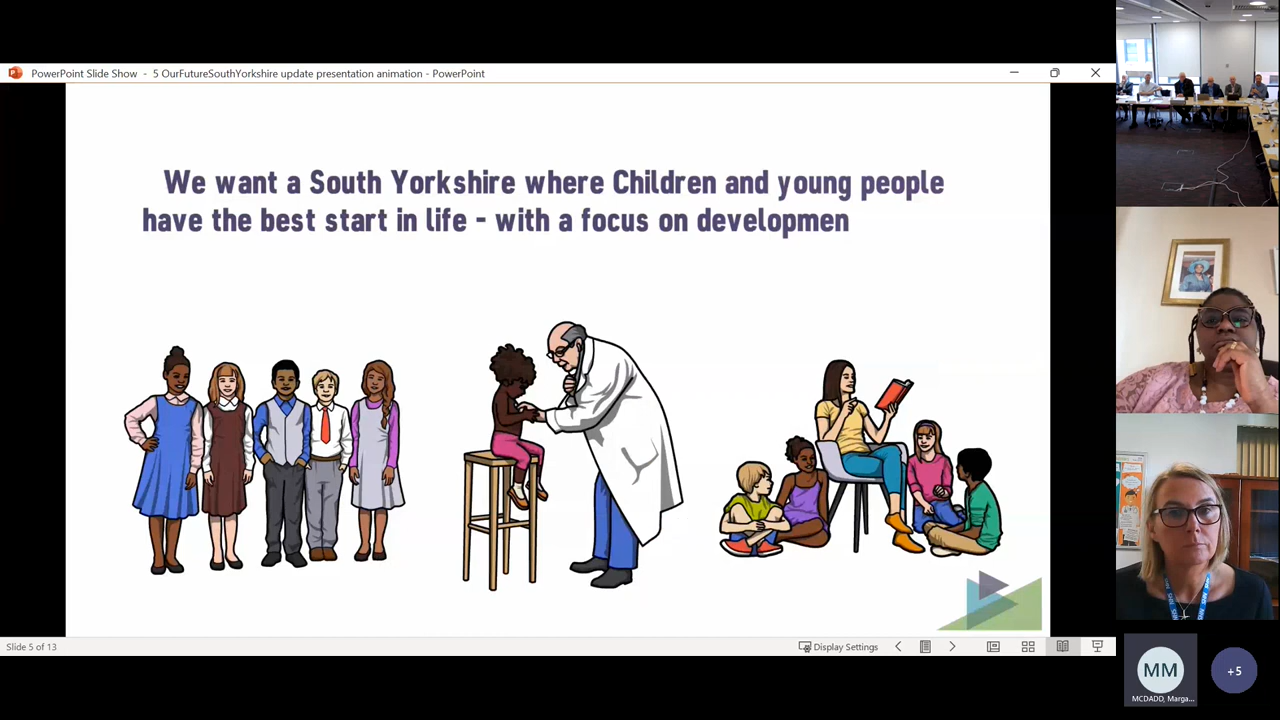 PowerPoint Slide Show - 5 OurFutureSouthYorkshire update presentation animation - PowerPoint
We want a South Yorkshire where Children and young people
have the best start in life - with a focus on developmen
Slide 5 of 13
Display Settings
MM
MCDADD, Marga...
+5
NHS